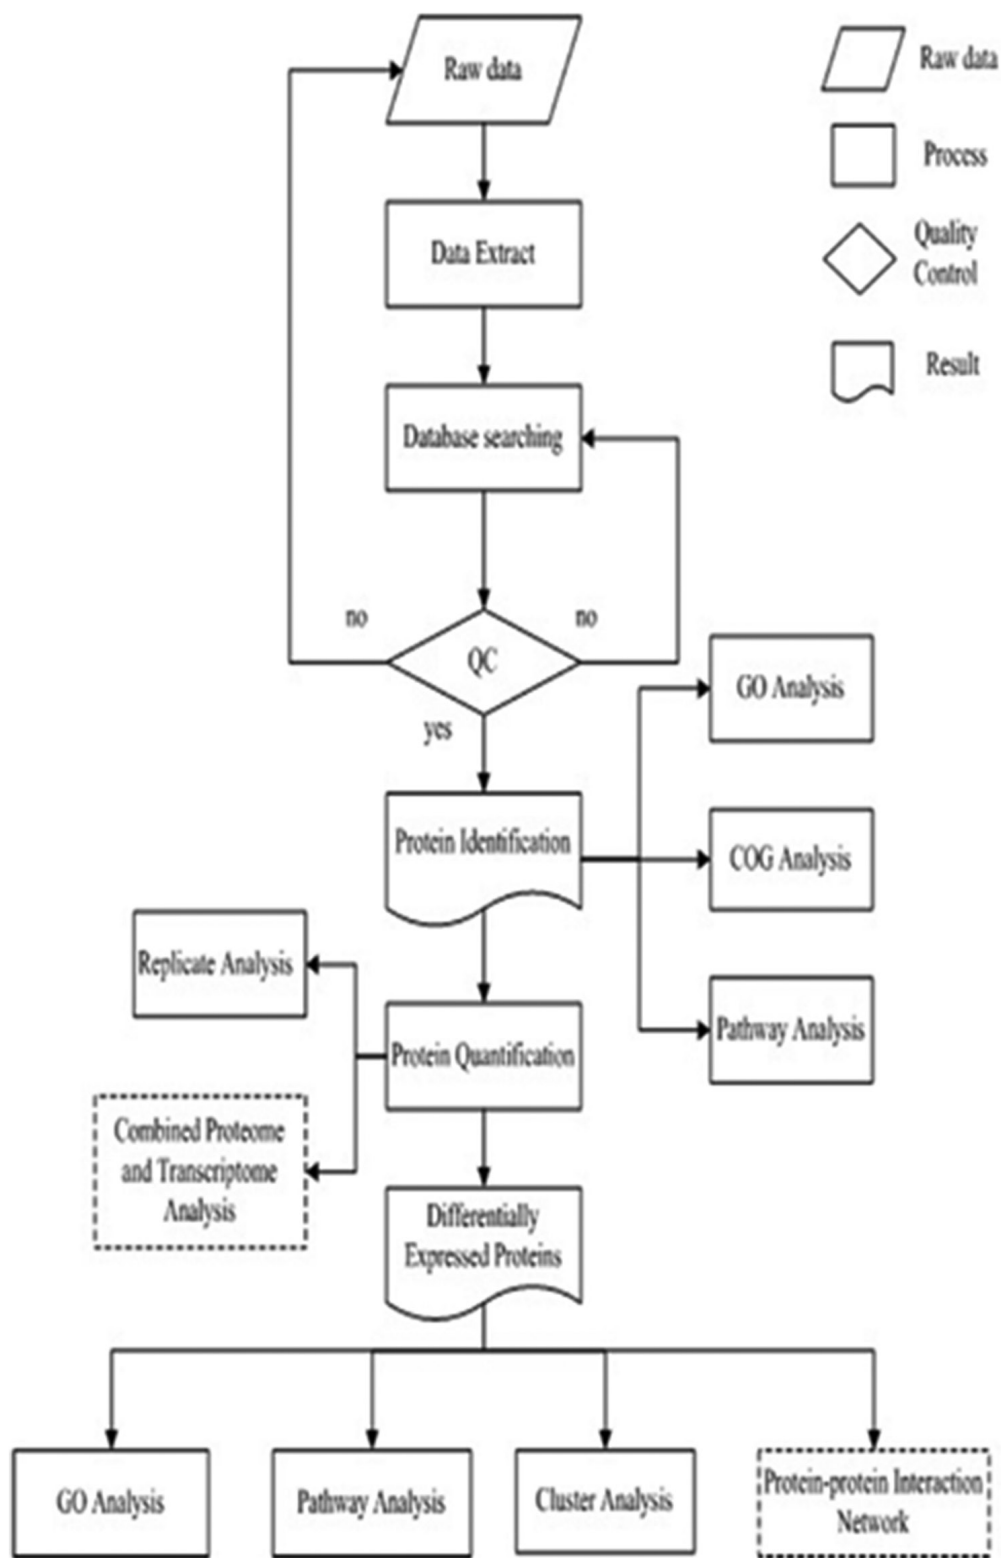 Raw data
Raw data
Data Extract
Process
Quality
Control
Result
Database searching
no
no
QC
yes
GO Analysis
Protein Identification
COG Analysis
Replicate Analysis
Pathway Analysis
Protein Quantification
Combined Proteome
and Transcriptome
Analysis
Differentially
Expressed Proteins
GO Analysis
Pathway Analysis
Cluster Analysis
Protein-protein Interaction
Network